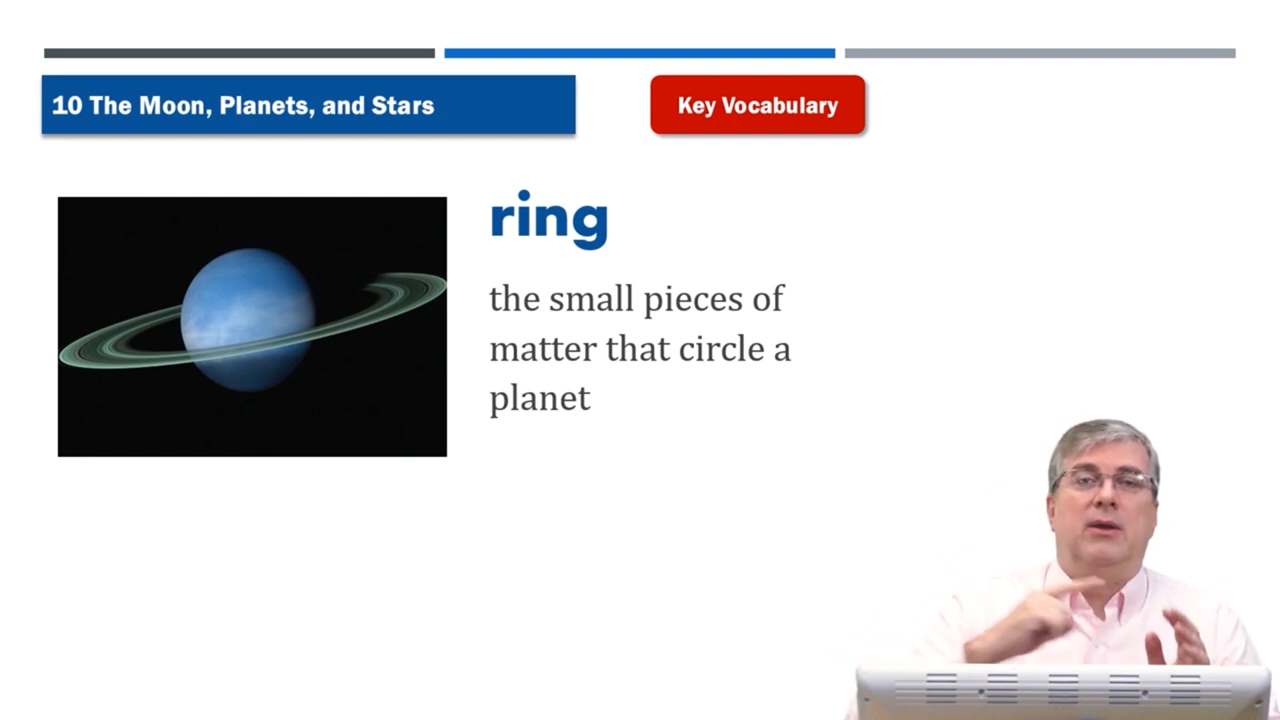 10 The Moon, Planets, and Stars
Key Vocabulary
ring
the small pieces of
matter that circle a
planet